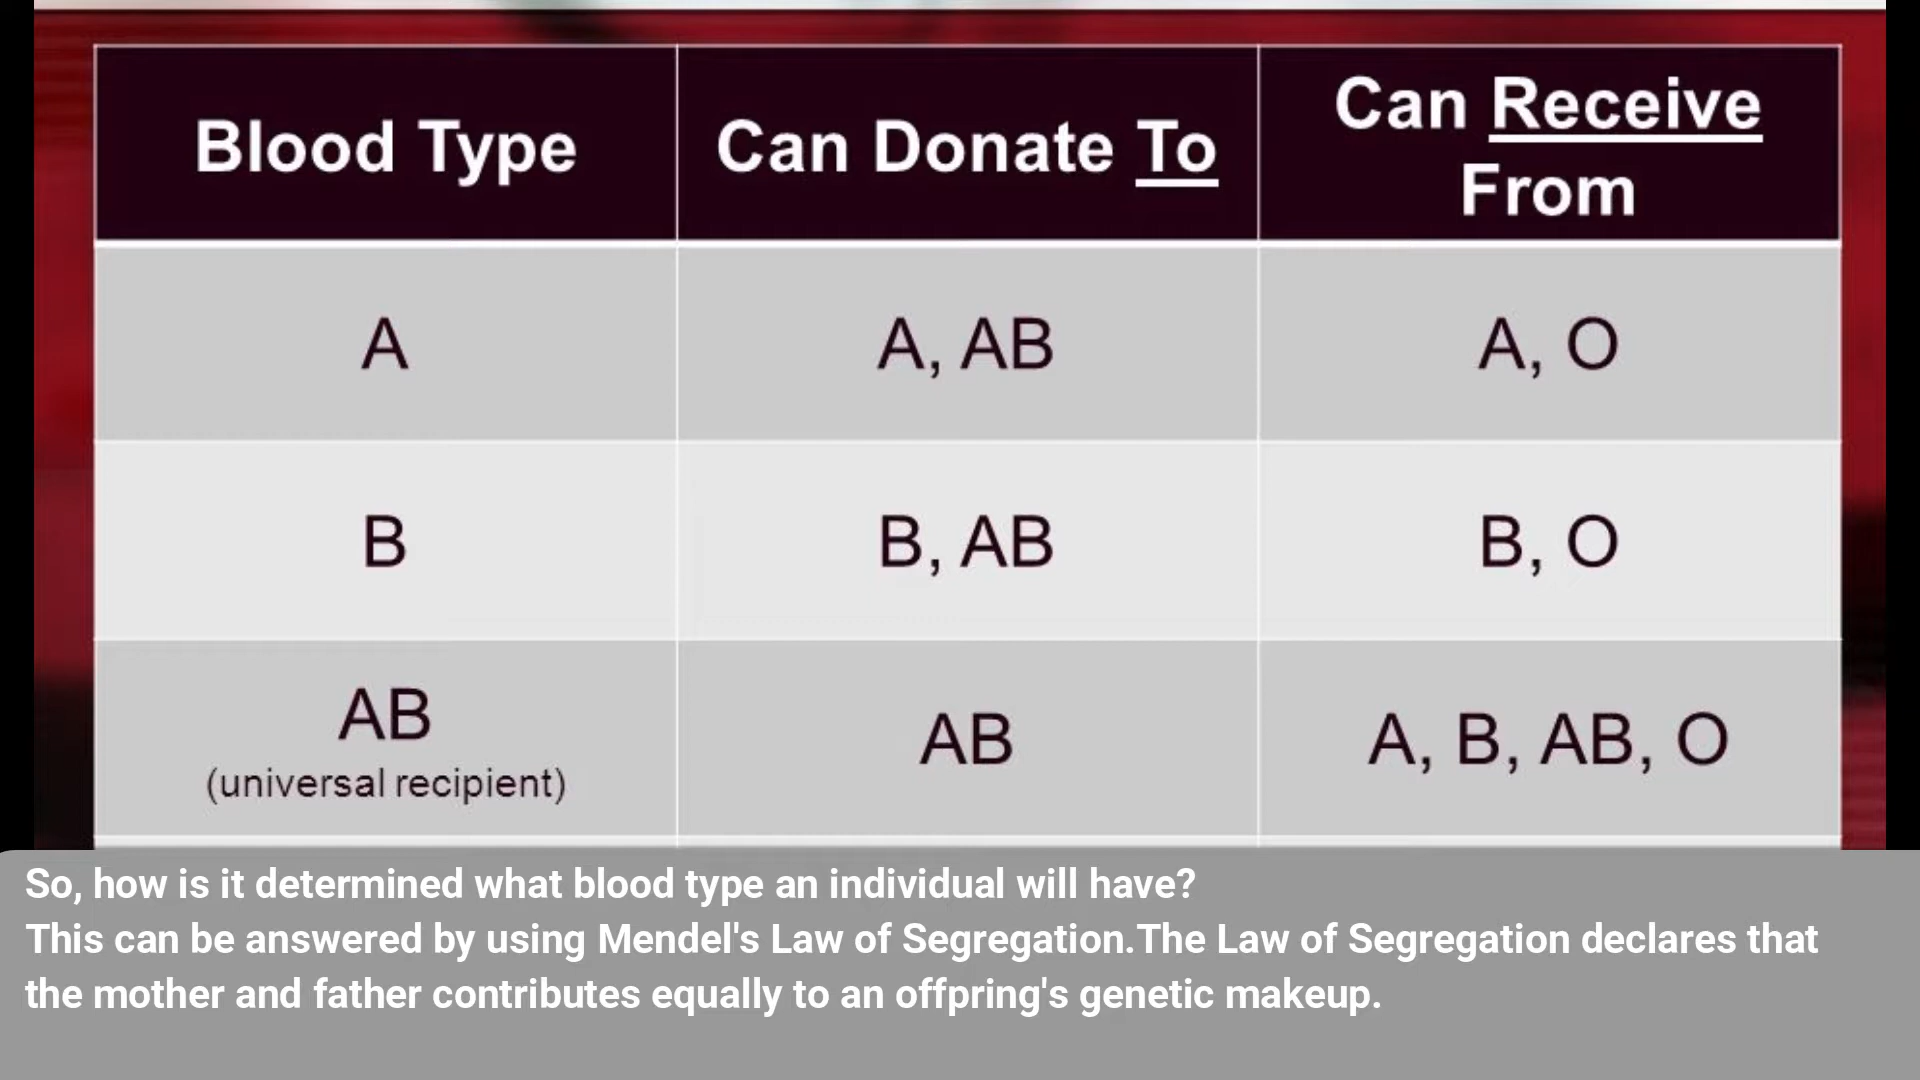 Blood Type Can Donate To Can Receive From
A A, AB A, O
B B, AB B, O
AB (universal recipient) AB A, B, AB, O
So, how is it determined what blood type an individual will have?
This can be answered by using Mendel's Law of Segregation.The Law of Segregation declares that
the mother and father contributes equally to an offpring's genetic makeup.